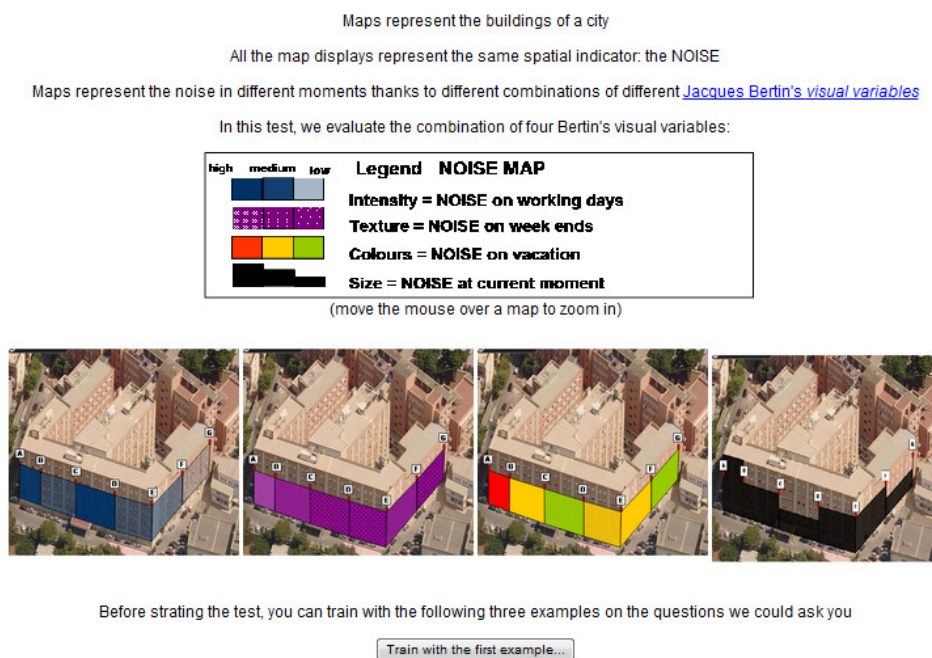 Maps represent the buildings of a city
All the map displays represent the same spatial indicator: the NOISE
Maps represent the noise in different moments thanks to different combinations of different Jacques Bertin's visual variables
In this test, we evaluate the combination of four Bertin's visual variables:
high medium low Legend NOISE MAP
Intensity = NOISE on working days
Texture = NOISE on week ends
Colours = NOISE on vacation
Size = NOISE at current moment
(move the mouse over a map to zoom in)
A B C D E F G
A B C D E F G
A B C D E F G
Before strating the test, you can train with the following three examples on the questions we could ask you
Train with the first example...